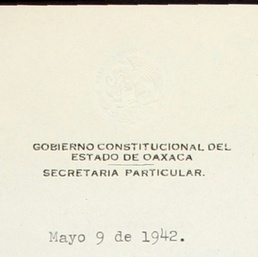 GOBIERNO CONSTITUCIONAL DEL
ESTADO DE OAXACA
SECRETARIA PARTICULAR.
Mayo 9 de 1942.